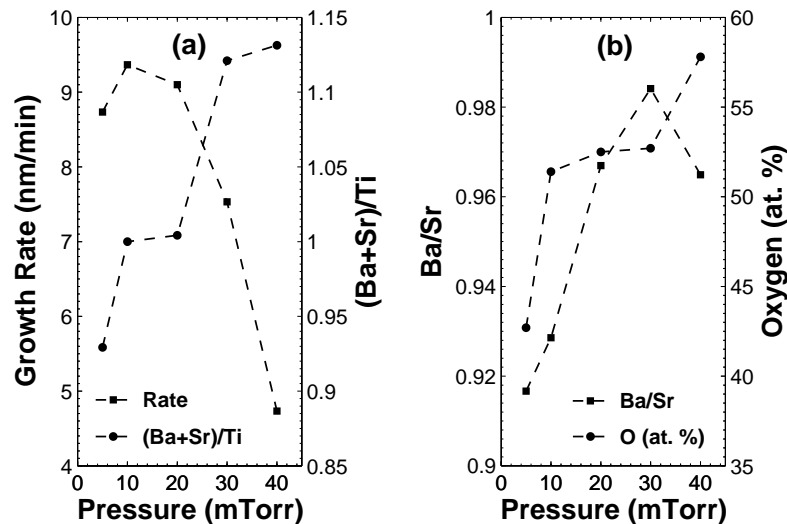 (a)
10
9
8
7
6
5
4
Growth Rate (nm/min)
1.15
1.1
1.05
1
0.95
0.9
0.85
(Ba+Sr)/Ti
Rate
(Ba+Sr)/Ti
0 10 20 30 40
Pressure (mTorr)
(b)
1
0.98
0.96
0.94
0.92
0.9
Ba/Sr
60
55
50
45
40
35
Oxygen (at. %)
Ba/Sr
O (at. %)
0 10 20 30 40
Pressure (mTorr)